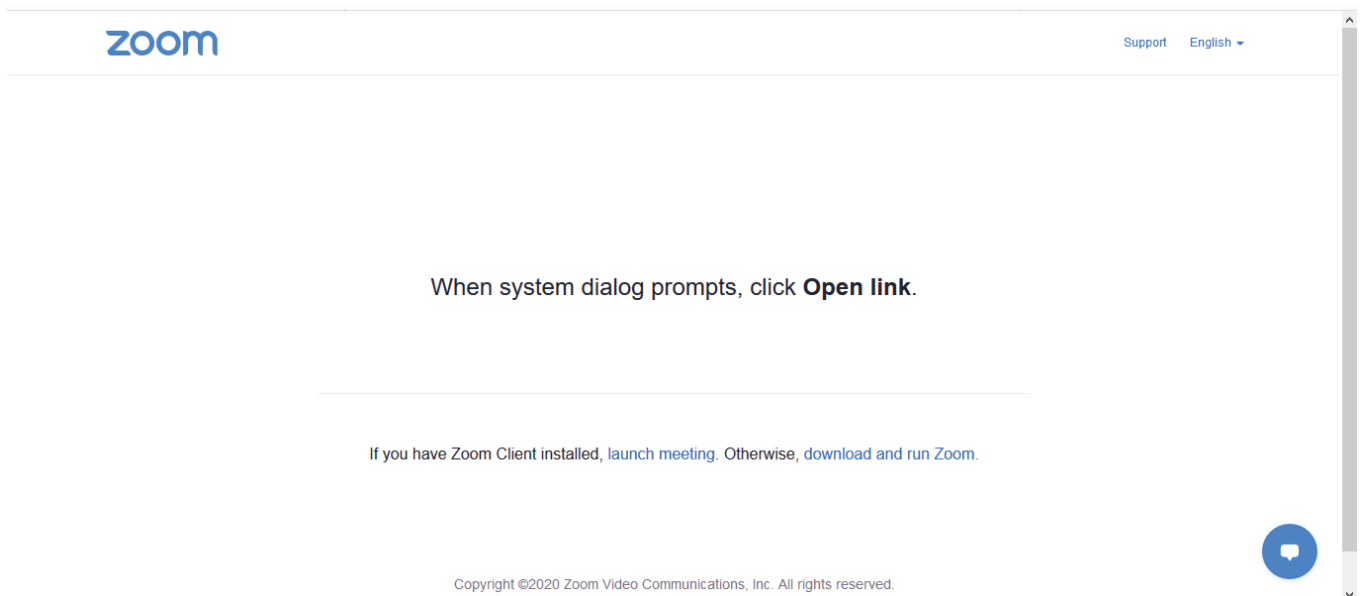 zoom
Support English
When system dialog prompts, click Open link.
If you have Zoom Client installed, launch meeting. Otherwise, download and run Zoom.
Copyright ©2020 Zoom Video Communications, Inc. All rights reserved.